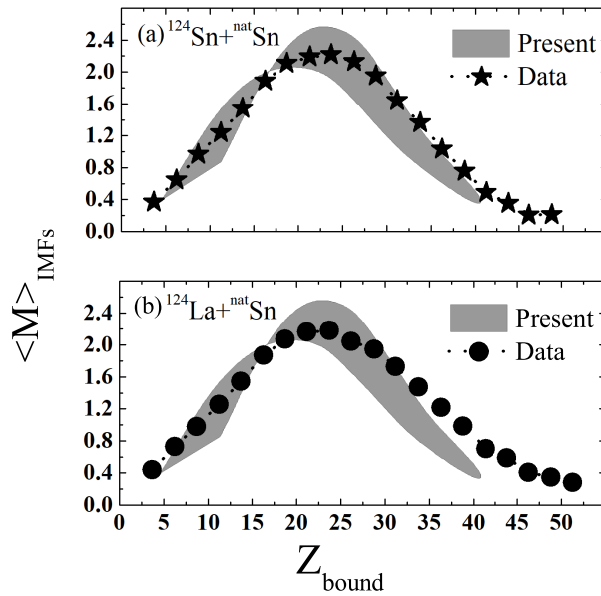 (a) ¹²⁴Sn+ⁿᵃᵗSn
Present
Data
2.4
2.0
1.6
1.2
0.8
0.4
0.0
<M>IMFs
(b) ¹²⁴La+ⁿᵃᵗSn
Present
Data
2.4
2.0
1.6
1.2
0.8
0.4
0.0
0 5 10 15 20 25 30 35 40 45 50
Zbound